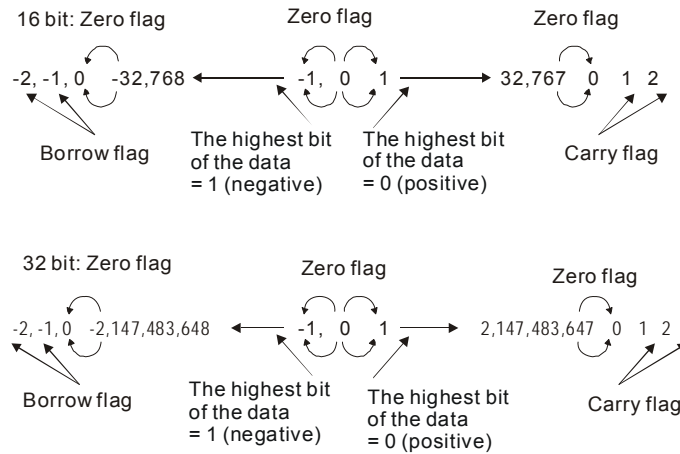 16 bit: Zero flag
Zero flag
Zero flag
-2, -1, 0 -32,768
-1, 0 1
32,767 0 1 2
Borrow flag
The highest bit
of the data
= 1 (negative)
The highest bit
of the data
= 0 (positive)
Carry flag
32 bit: Zero flag
Zero flag
Zero flag
-2, -1, 0 -2,147,483,648
-1, 0 1
2,147,483,647 0 1 2
Borrow flag
The highest bit
of the data
= 1 (negative)
The highest bit
of the data
= 0 (positive)
Carry flag